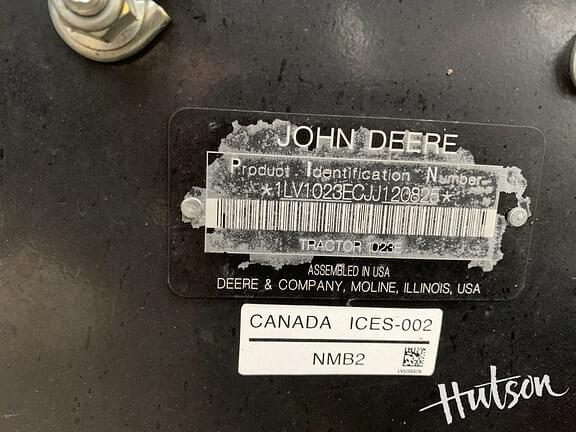 JOHN DEERE
Product Identification Number
*1LV1023ECJJ120825*
TRACTOR 1023E
ASSEMBLED IN USA
DEERE & COMPANY, MOLINE, ILLINOIS, USA
CANADA ICES-002
NMB2
Hutson